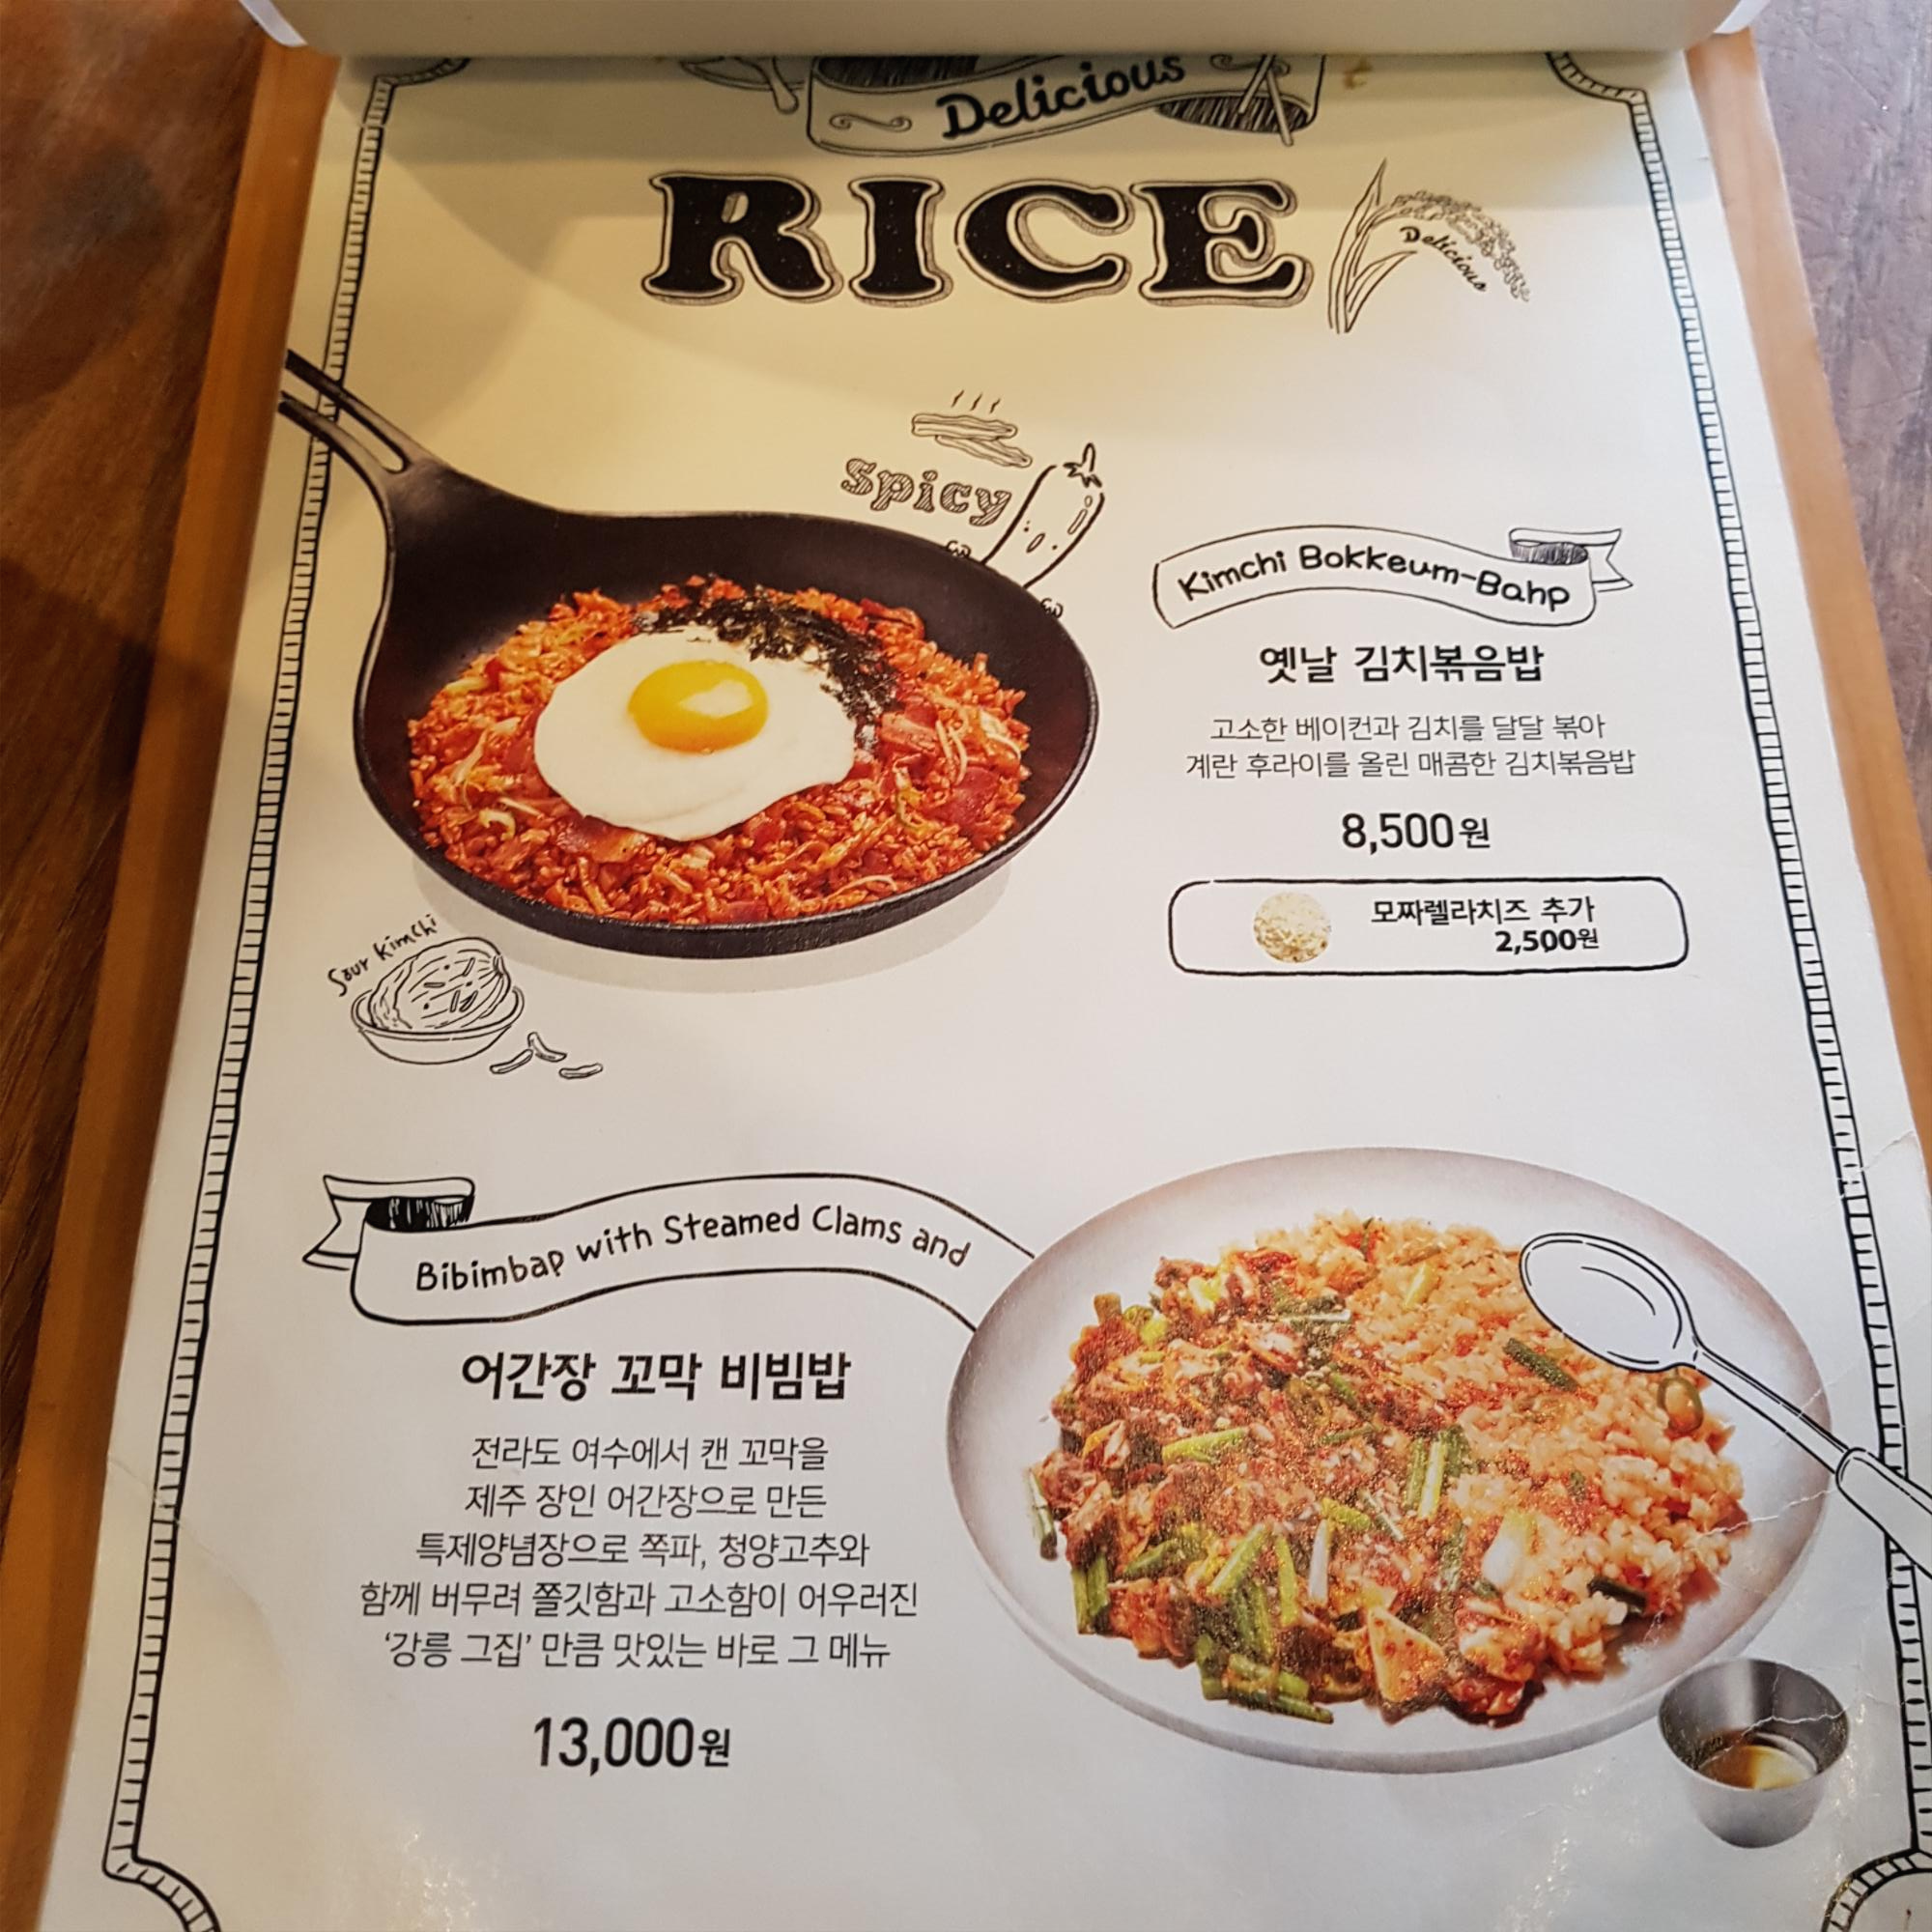 Delicious
RICE
Delicious
Spicy
Kimchi Bokkeum-Bahp
옛날 김치볶음밥
고소한 베이컨과 김치를 달달 볶아
계란 후라이를 올린 매콤한 김치볶음밥
8,500원
모짜렐라치즈 추가
2,500원
Sour Kimchi
Bibimbap with Steamed Clams and
어간장 꼬막 비빔밥
전라도 여수에서 캔 꼬막을
제주 장인 어간장으로 만든
특제양념장으로 쪽파, 청양고추와
함께 버무려 쫄깃함과 고소함이 어우러진
‘강릉 그집’ 만큼 맛있는 바로 그 메뉴
13,000원